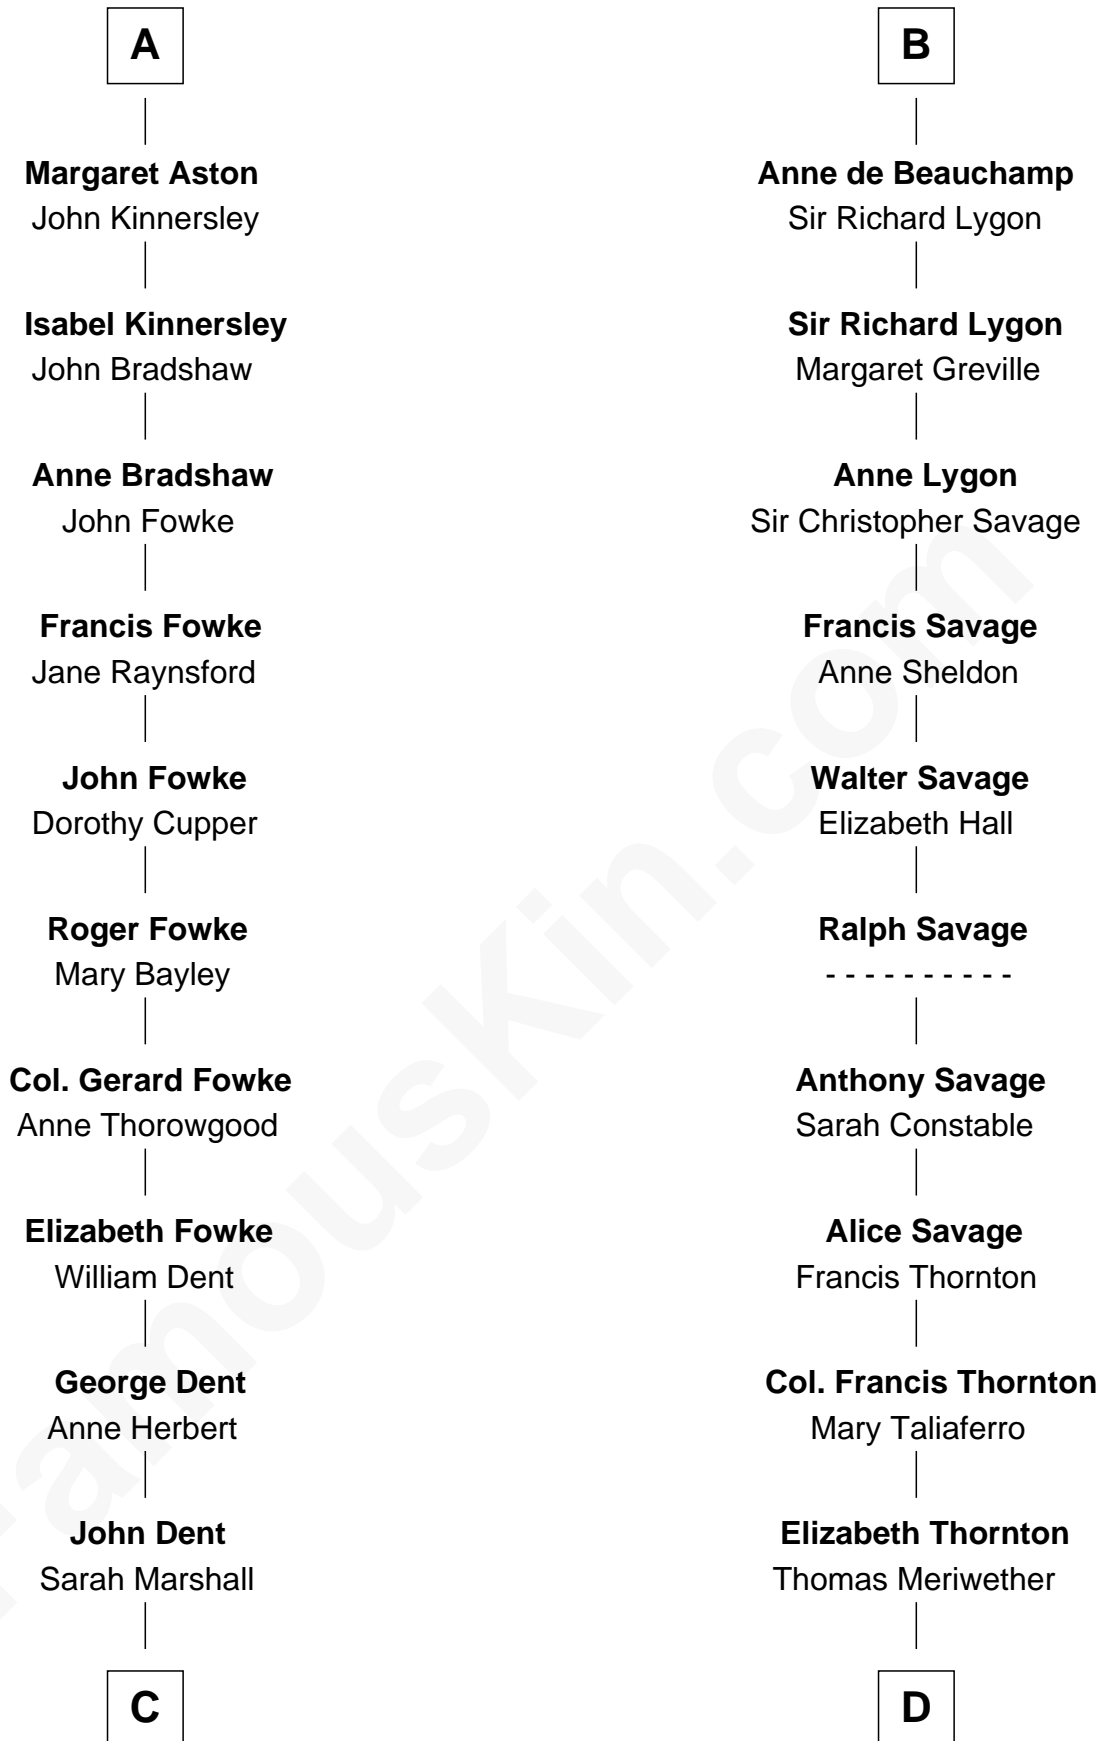 A
Margaret Aston
John Kinnersley
Isabel Kinnersley
John Bradshaw
Anne Bradshaw
John Fowke
Francis Fowke
Jane Raynsford
John Fowke
Dorothy Cupper
Roger Fowke
Mary Bayley
Col. Gerard Fowke
Anne Thorowgood
Elizabeth Fowke
William Dent
George Dent
Anne Herbert
John Dent
Sarah Marshall
C
B
Anne de Beauchamp
Sir Richard Lygon
Sir Richard Lygon
Margaret Greville
Anne Lygon
Sir Christopher Savage
Francis Savage
Anne Sheldon
Walter Savage
Elizabeth Hall
Ralph Savage
- - - - - - - - - -
Anthony Savage
Sarah Constable
Alice Savage
Francis Thornton
Col. Francis Thornton
Mary Taliaferro
Elizabeth Thornton
Thomas Meriwether
D
FamousKin.com